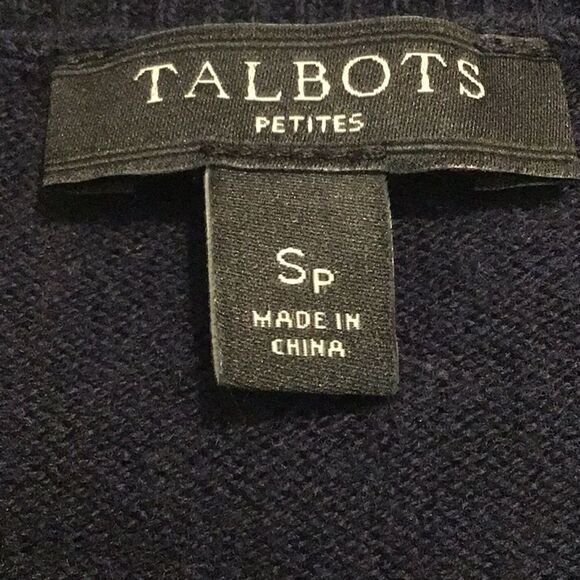 TALBOTS
PETITES
SP
MADE IN
CHINA